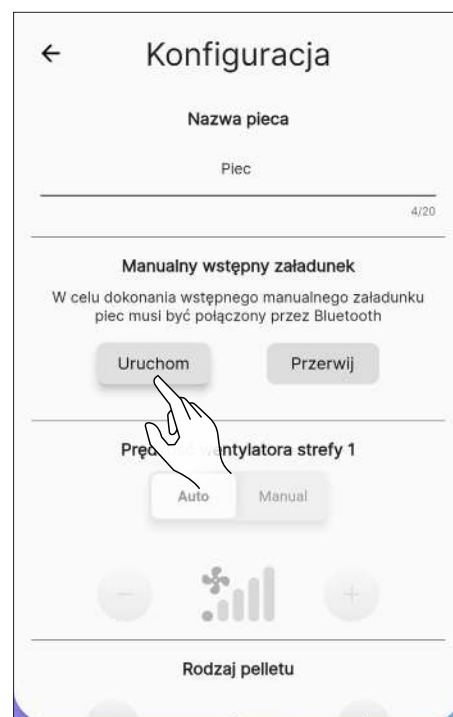 Konfiguracja
Nazwa pieca
Piec
4/20
Manualny wstępny załadunek
W celu dokonania wstępnego manualnego załadunku
piec musi być połączony przez Bluetooth
Uruchom Przerwij
wentylatora strefy 1
Auto Manual
Rodzaj pelletu